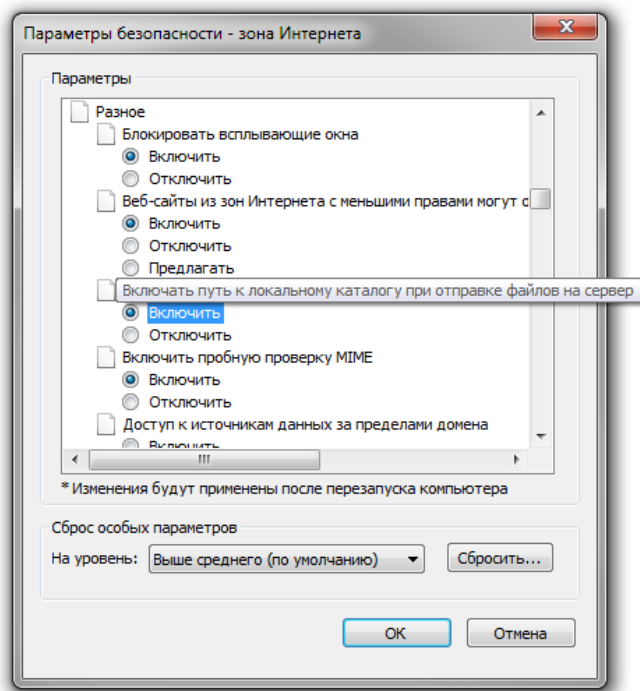 Параметры безопасности - зона Интернета
Параметры
Разное
Блокировать всплывающие окна
Включить
Отключить
Веб-сайты из зон Интернета с меньшими правами могут о
Включить
Отключить
Предлагать
Включать путь к локальному каталогу при отправке файлов на сервер
Включить
Отключить
Включить пробную проверку MIME
Включить
Отключить
Доступ к источникам данных за пределами домена
Включить
* Изменения будут применены после перезапуска компьютера
Сброс особых параметров
На уровень: Выше среднего (по умолчанию) Сбросить...
ОК Отмена